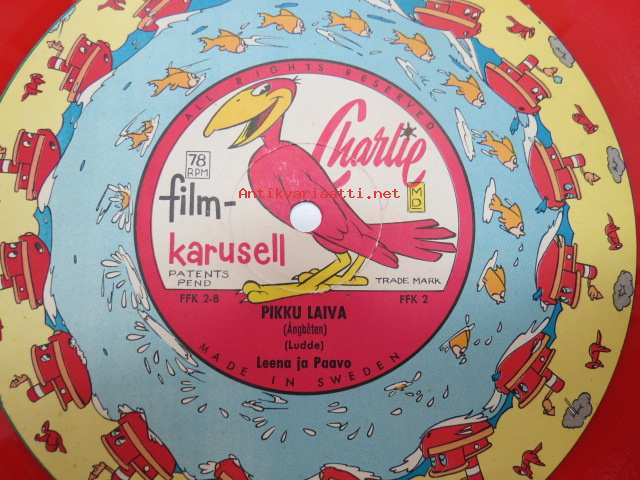 ALL RIGHTS RESERVED
Charlie
78
RPM
MD
film-
karusell
Antikvariaatti.net
PATENTS
PEND
TRADE MARK
FFK 2-B
FFK 2
PIKKU LAIVA
(Ångbåten)
(Ludde)
Leena ja Paavo
MADE IN SWEDEN